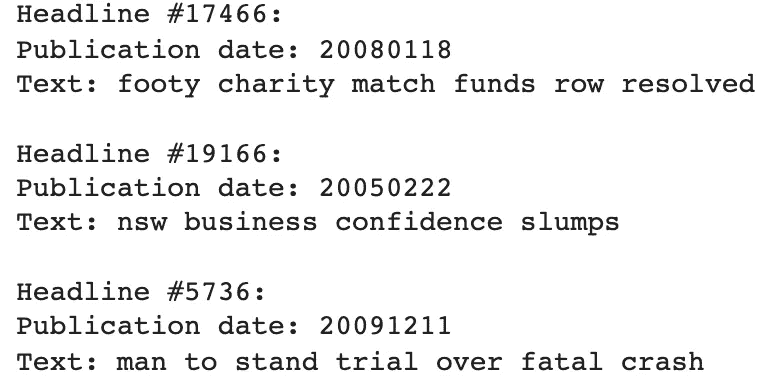 Headline #17466:
Publication date: 20080118
Text: footy charity match funds row resolved
Headline #19166:
Publication date: 20050222
Text: nsw business confidence slumps
Headline #5736:
Publication date: 20091211
Text: man to stand trial over fatal crash